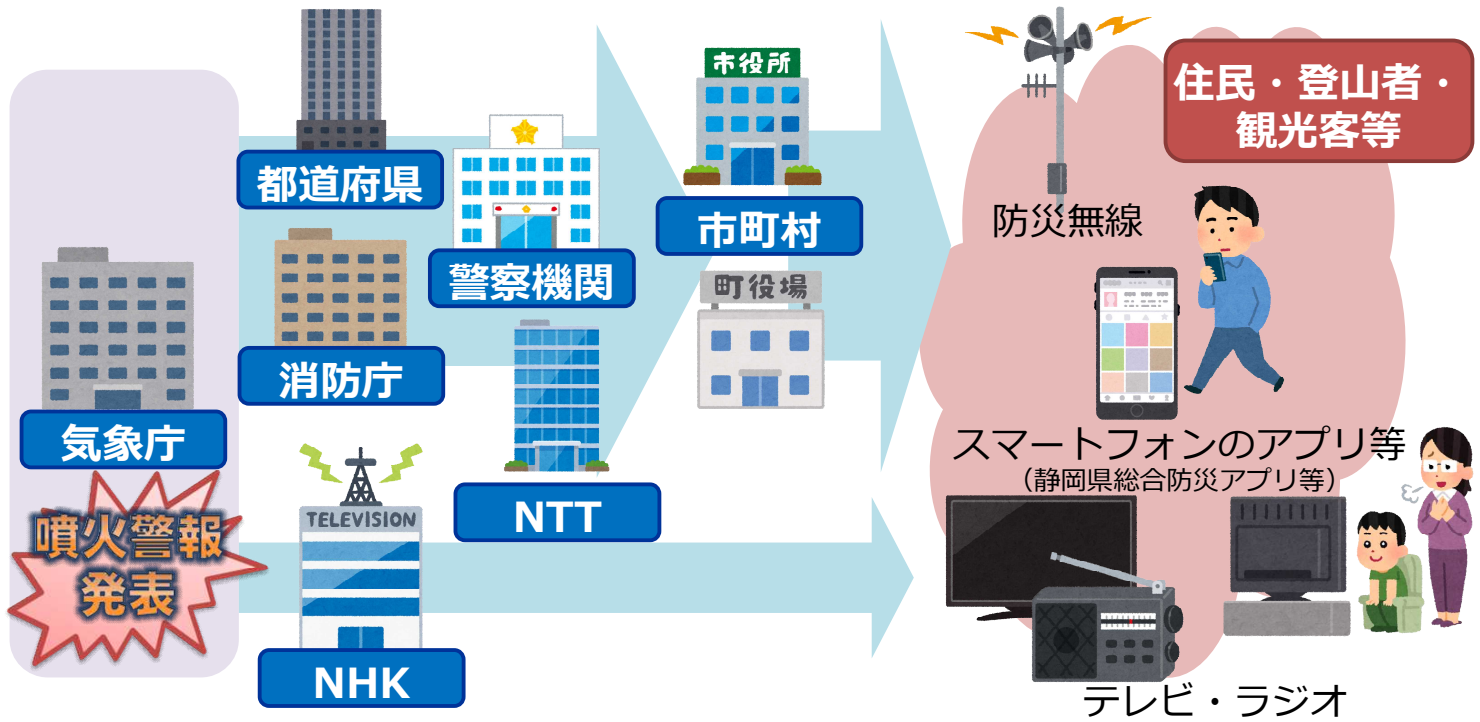 気象庁
噴火警報
発表
都道府県
警察機関
消防庁
NTT
TELEVISION
NHK
市役所
市町村
町役場
住民・登山者・
観光客等
防災無線
スマートフォンのアプリ等
（静岡県総合防災アプリ等）
テレビ・ラジオ